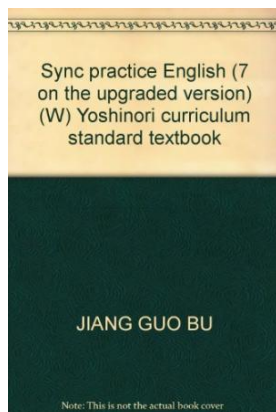 Sync practice English (7
on the upgraded version)
(W) Yoshinori curriculum
standard textbook
JIANG GUO BU
Note: This is not the actual book cover